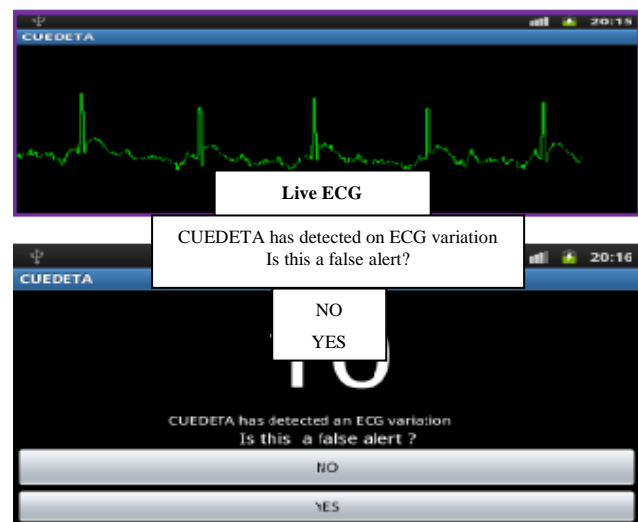 20:15
CUEDETA
Live ECG
CUEDETA has detected on ECG variation
Is this a false alert?
20:16
CUEDETA
NO
YES
10
CUEDETA has detected an ECG variation
Is this a false alert ?
NO
YES